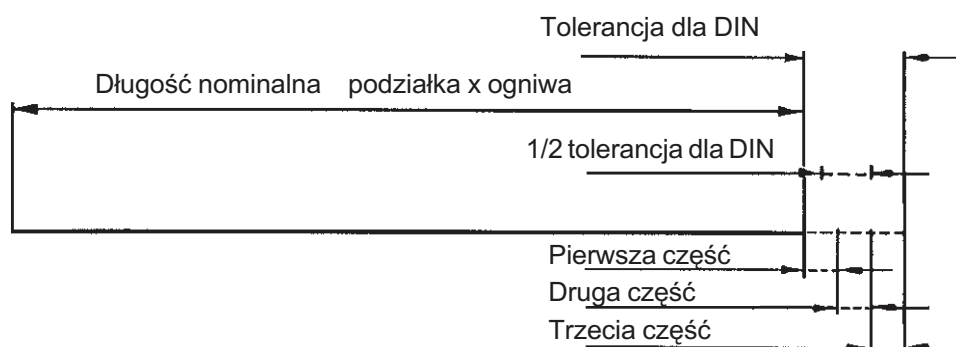 Tolerancja dla DIN
Długość nominalna podziałka x ogniwa
1/2 tolerancja dla DIN
Pierwsza część
Druga część
Trzecia część